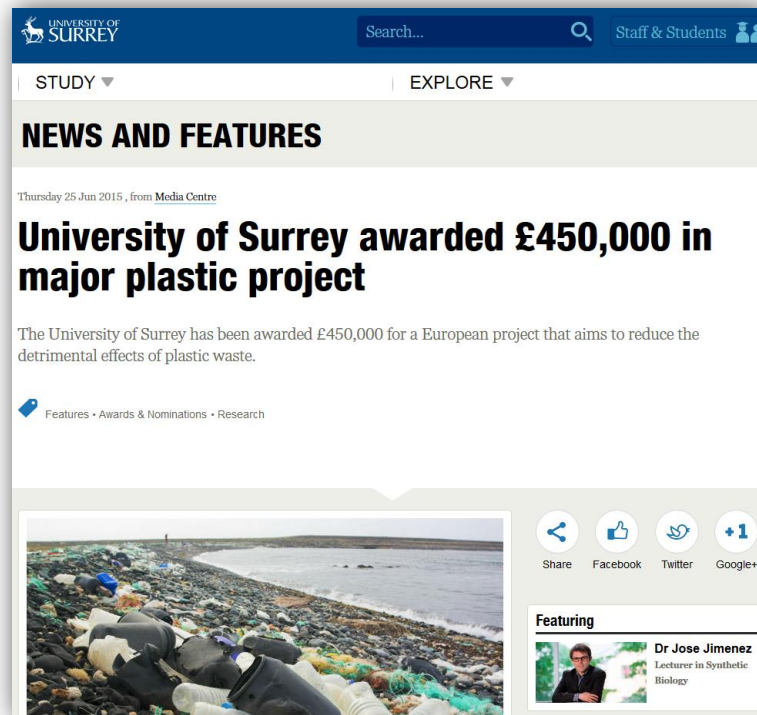 UNIVERSITY OF
SURREY
Search...
Staff & Students
STUDY
EXPLORE
NEWS AND FEATURES
Thursday 25 Jun 2015 , from Media Centre
University of Surrey awarded £450,000 in
major plastic project
The University of Surrey has been awarded £450,000 for a European project that aims to reduce the
detrimental effects of plastic waste.
Features • Awards & Nominations • Research
+1
Share Facebook Twitter Google+
Featuring
Dr Jose Jimenez
Lecturer in Synthetic
Biology